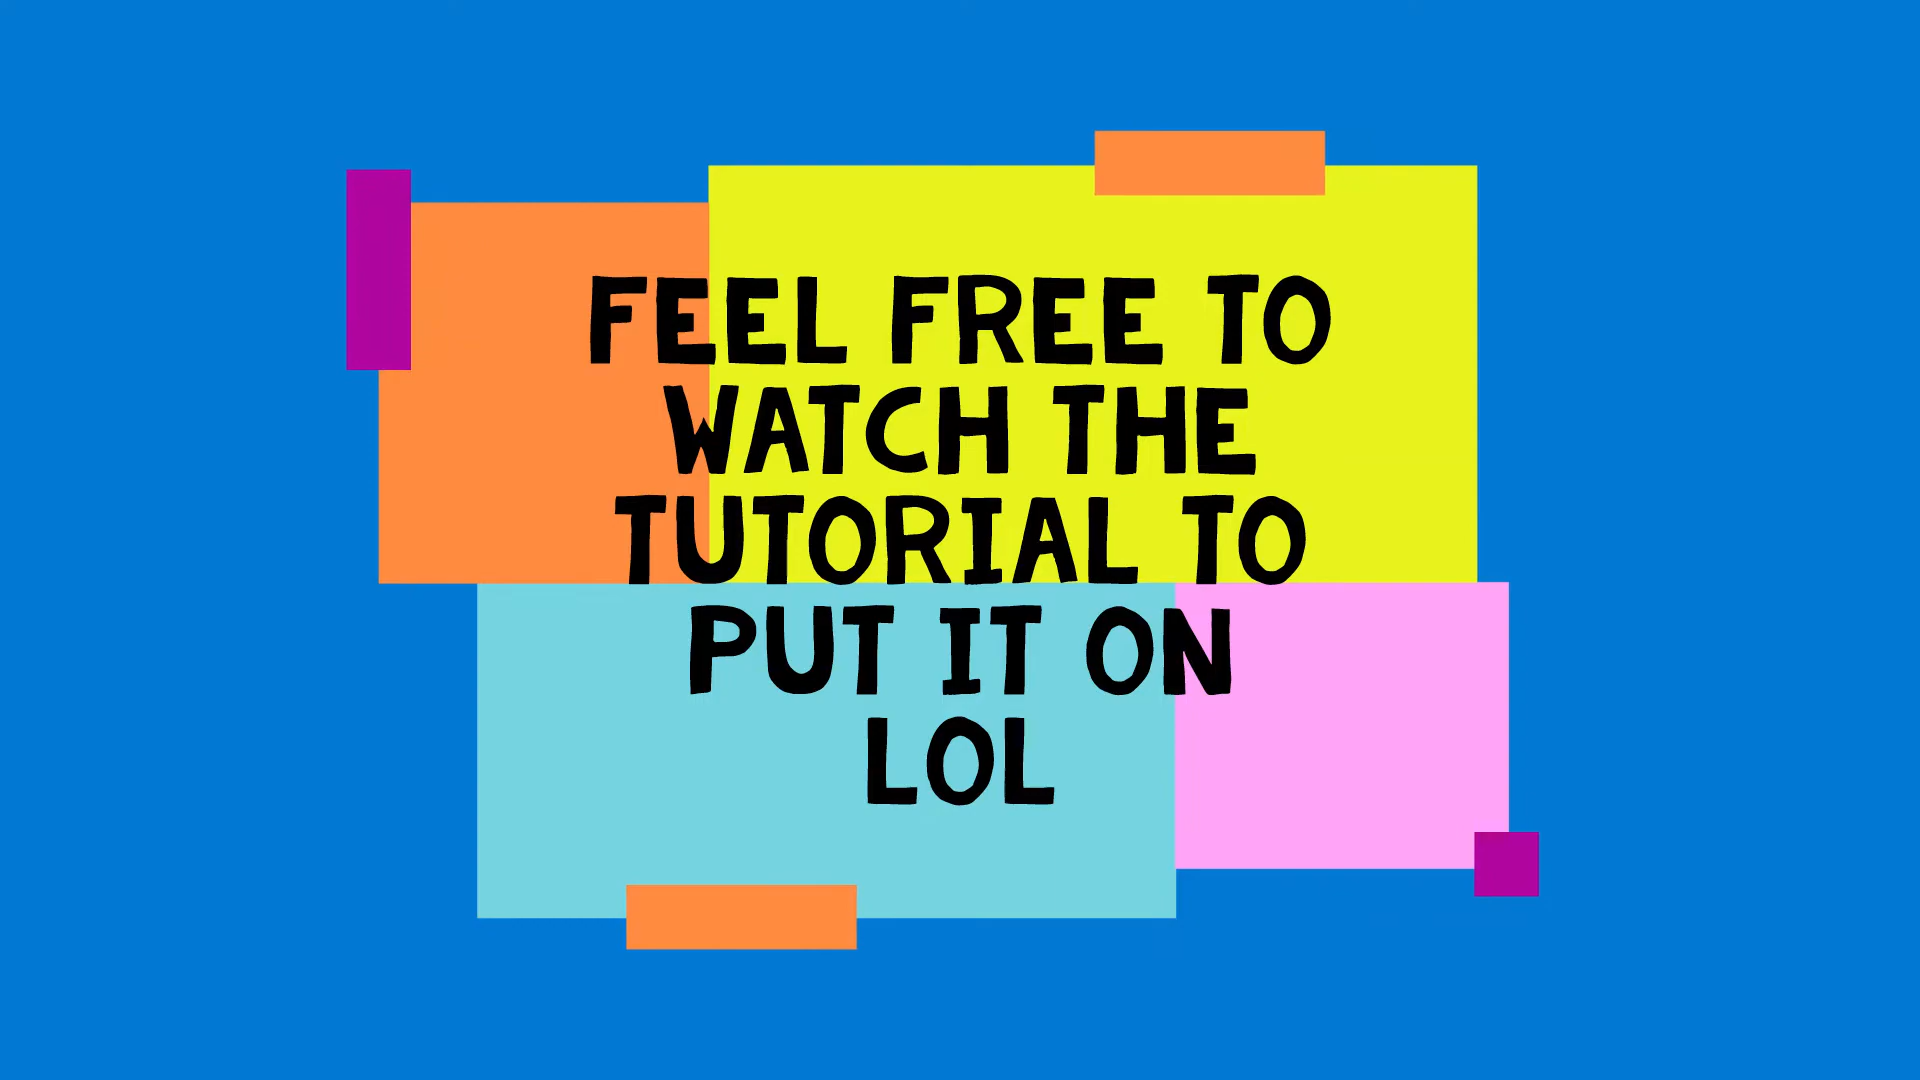 FEEL FREE TO
WATCH THE
TUTORIAL TO
PUT IT ON
LOL